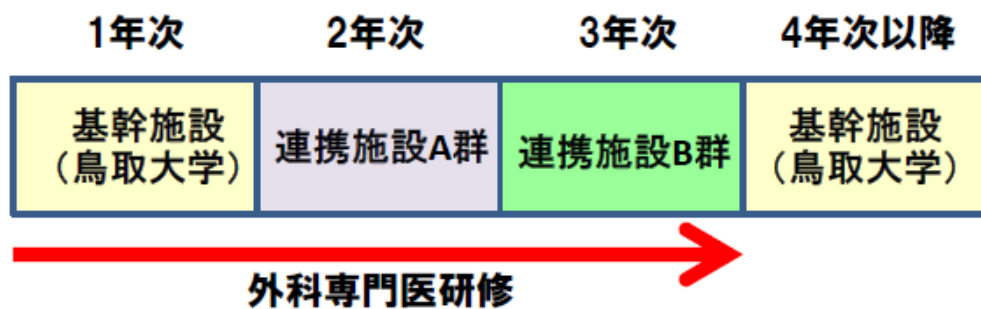 1年次 2年次 3年次 4年次以降
基幹施設
（鳥取大学）
連携施設A群
連携施設B群
基幹施設
（鳥取大学）
外科専門医研修